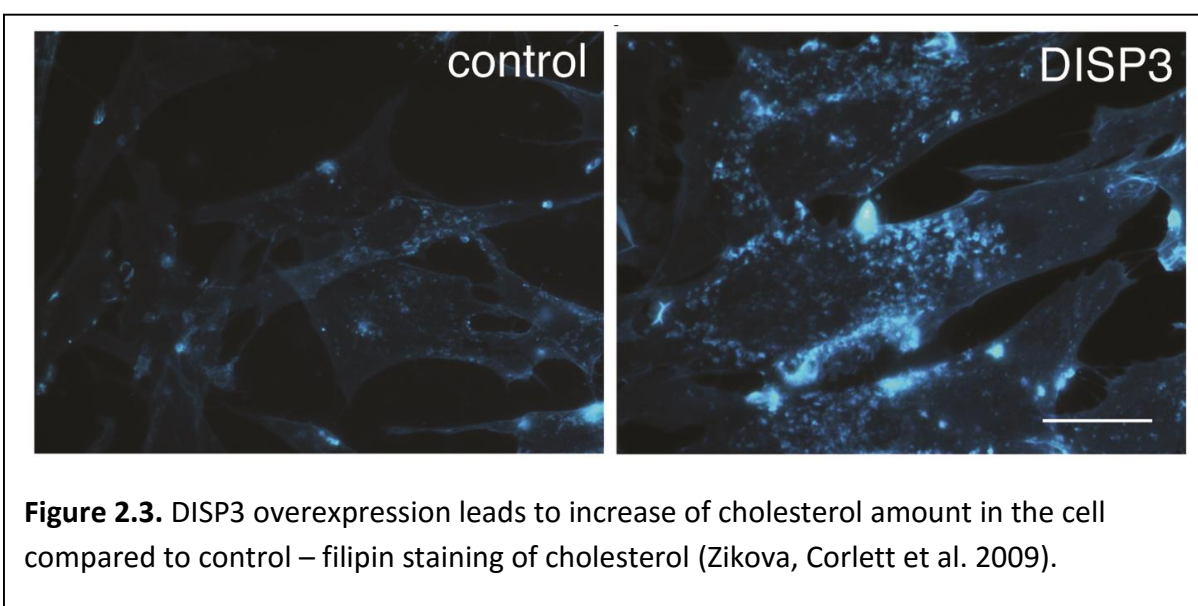 control
DISP3
Figure 2.3. DISP3 overexpression leads to increase of cholesterol amount in the cell
compared to control – filipin staining of cholesterol (Zikova, Corlett et al. 2009).